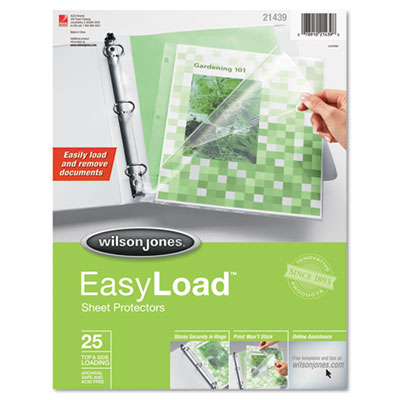 21439
Gardening 101
Easily load
and remove
documents
wilson jones
INNOVATIVE
SINCE 1893
PRODUCTS
EasyLoad™
Sheet Protectors
25
TOP & SIDE
LOADING
ARCHIVAL
SAFE AND
ACID FREE
Stores Securely in Rings
Print Won't Stick
Online Assistance
Free templates and tips at
wilsonjones.com